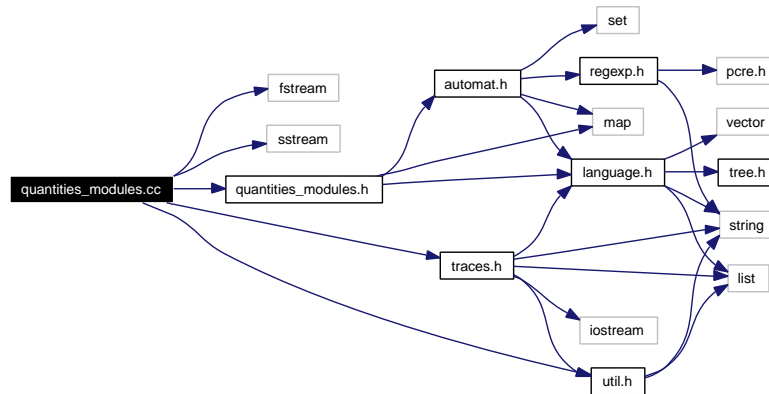 set
regexp.h
pcre.h
automat.h
fstream
map
vector
sstream
language.h
tree.h
quantities_modules.cc
quantities_modules.h
string
traces.h
list
iostream
util.h